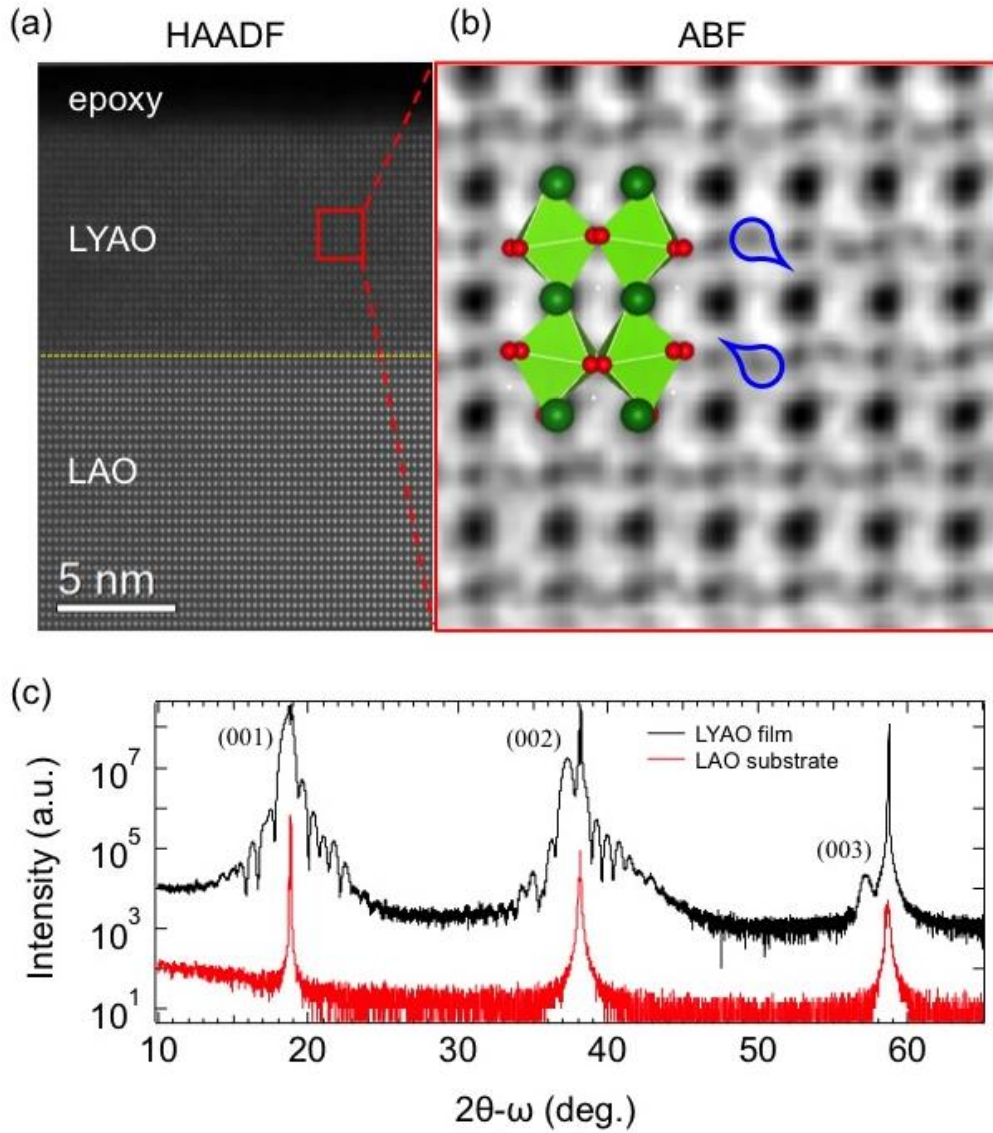 (a)
HAADF
epoxy
LYAO
LAO
5 nm
(b)
ABF
(c)
Intensity (a.u.)
10^7
10^5
10^3
10^1
(001)
(002)
(003)
LYAO film
LAO substrate
10
20
30
40
50
60
2θ-ω (deg.)